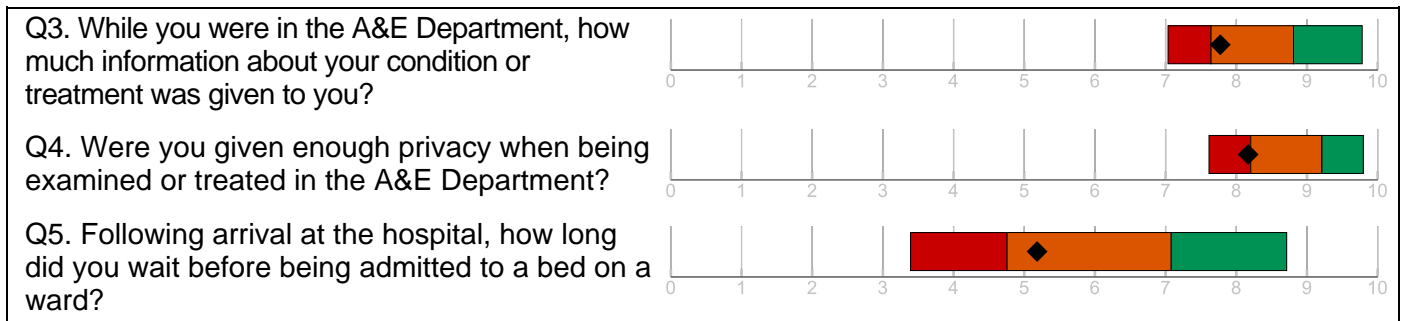 Q3. While you were in the A&E Department, how
much information about your condition or
treatment was given to you?
0 1 2 3 4 5 6 7 8 9 10
Q4. Were you given enough privacy when being
examined or treated in the A&E Department?
0 1 2 3 4 5 6 7 8 9 10
Q5. Following arrival at the hospital, how long
did you wait before being admitted to a bed on a
ward?
0 1 2 3 4 5 6 7 8 9 10